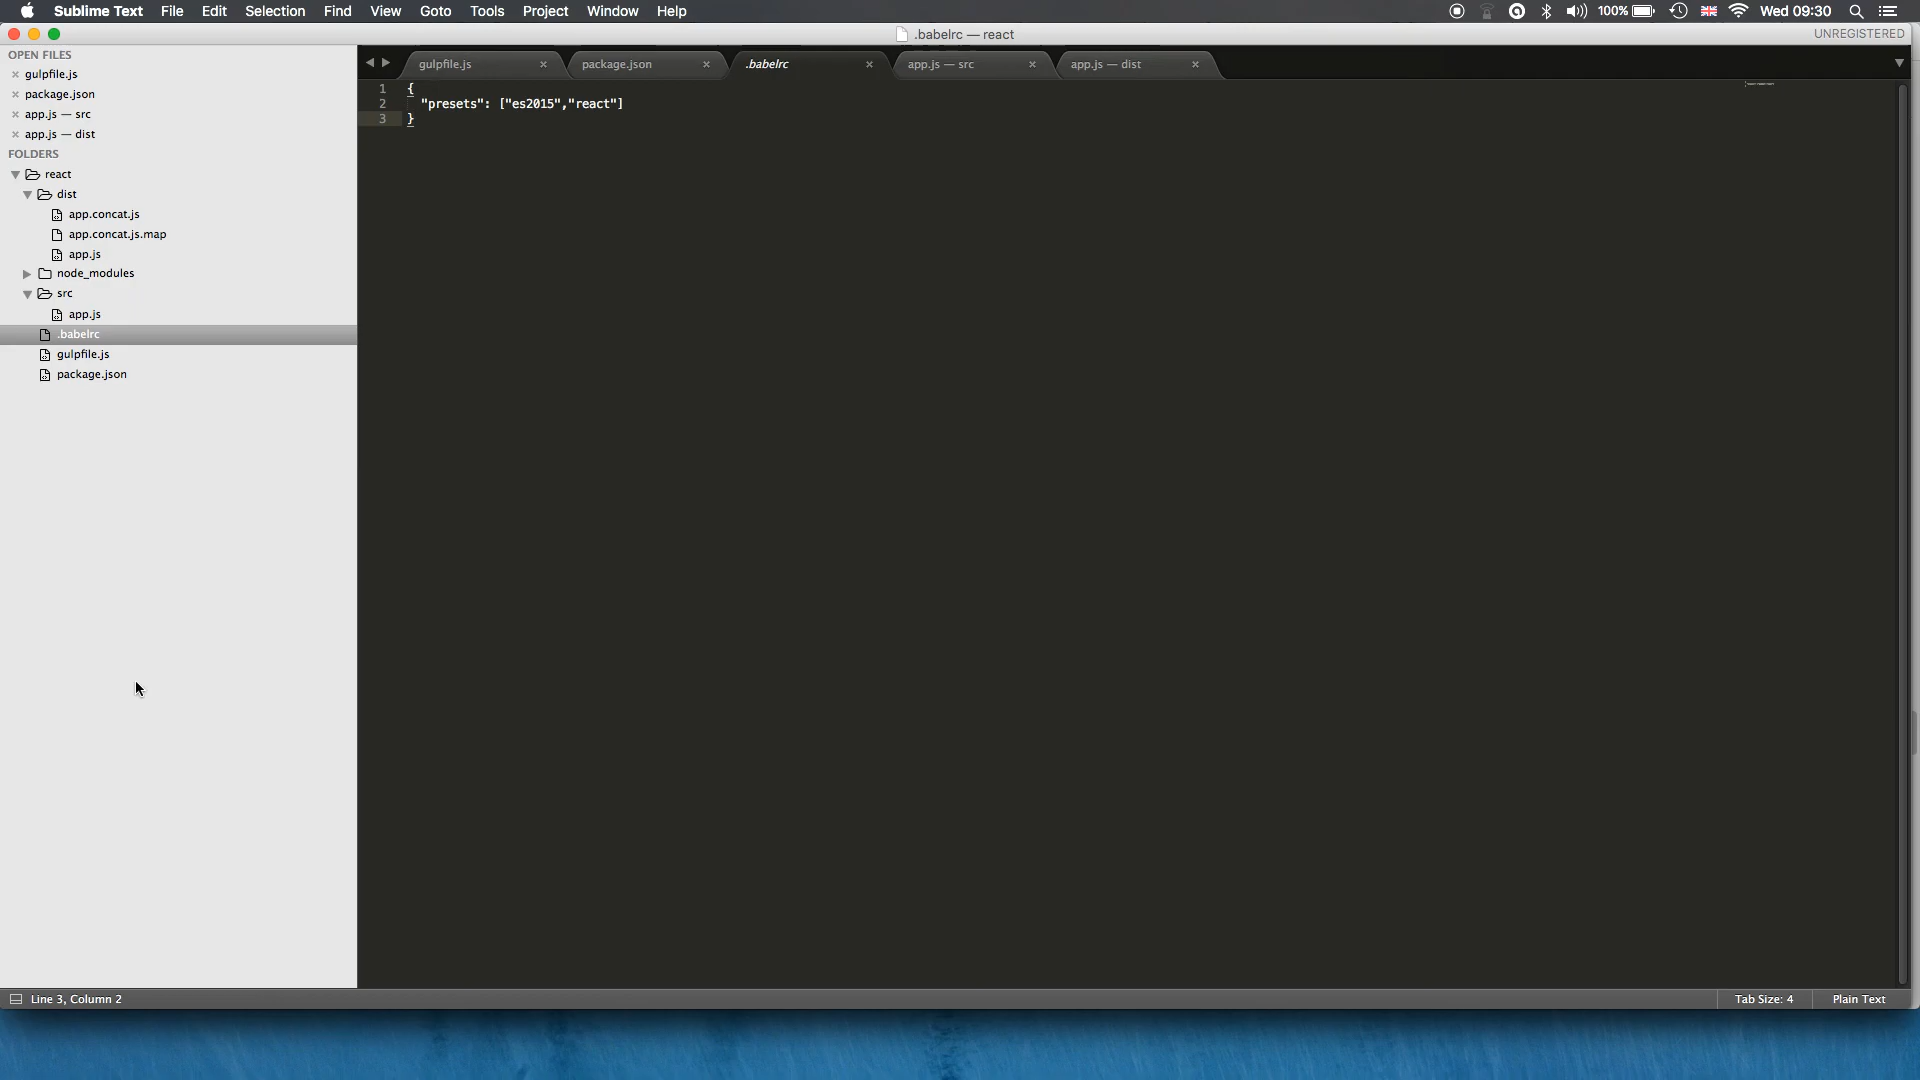 Sublime Text File Edit Selection Find View Goto Tools Project Window Help 100% Wed 09:30
.babelrc — react UNREGISTERED
OPEN FILES
gulpfile.js
package.json
app.js — src
app.js — dist
FOLDERS
react
dist
app.concat.js
app.concat.js.map
app.js
node_modules
src
app.js
.babelrc
gulpfile.js
package.json
gulpfile.js package.json .babelrc app.js — src app.js — dist
1 {
2 "presets": ["es2015","react"]
3 }
Line 3, Column 2 Tab Size: 4 Plain Text